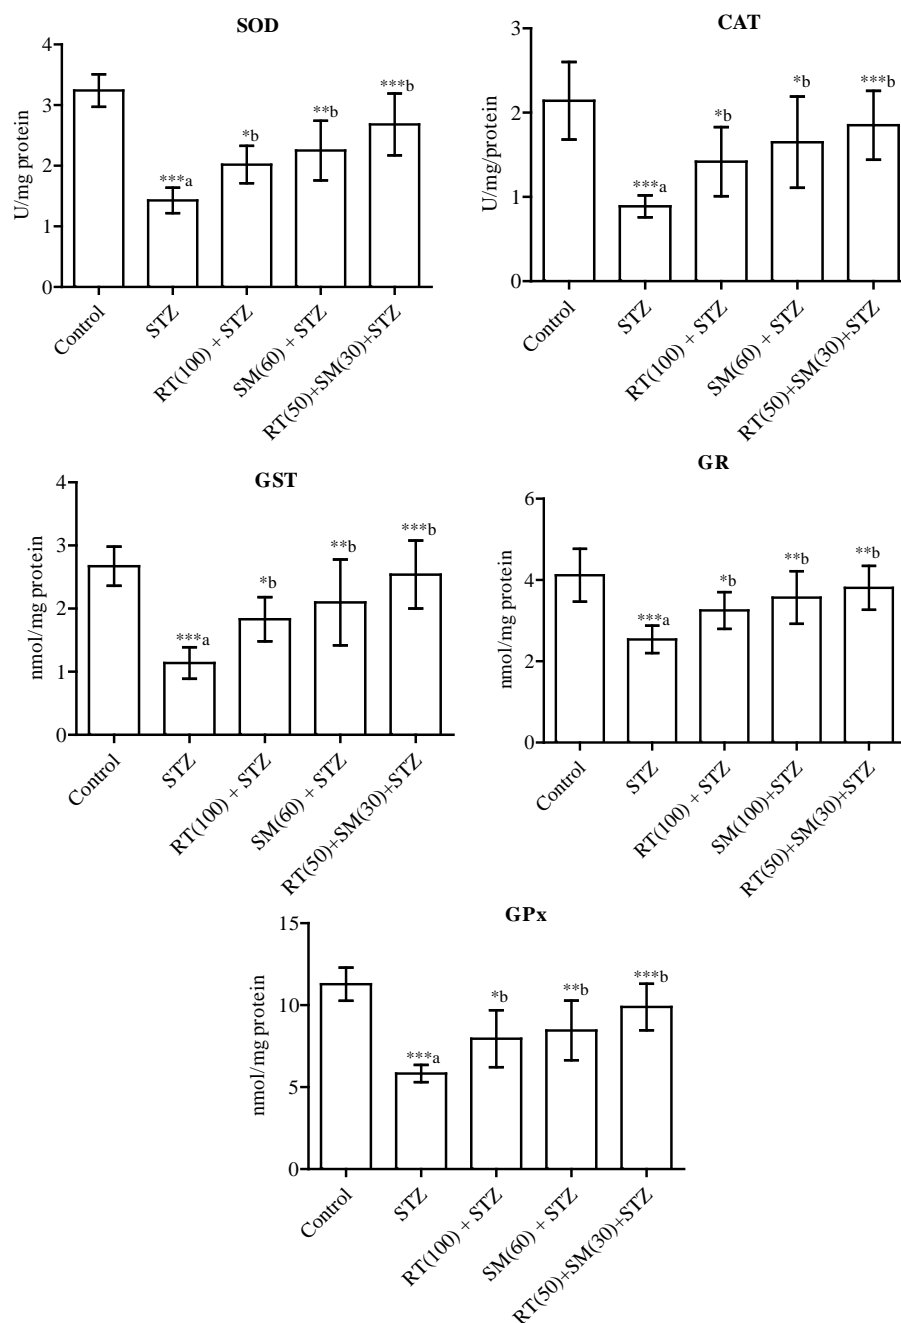 SOD
U/mg protein
4
3
2
1
0
***a
*b
**b
***b
Control
STZ
RT(100) + STZ
SM(60) + STZ
RT(50)+SM(30)+STZ
CAT
U/mg/protein
3
2
1
0
***a
*b
*b
***b
Control
STZ
RT(100) + STZ
SM(60) + STZ
RT(50)+SM(30)+STZ
GST
nmol/mg protein
4
3
2
1
0
***a
*b
**b
***b
Control
STZ
RT(100) + STZ
SM(60) + STZ
RT(50)+SM(30)+STZ
GR
nmol/mg protein
6
4
2
0
***a
*b
**b
**b
Control
STZ
RT(100) + STZ
SM(100)+STZ
RT(50)+SM(30)+STZ
GPx
nmol/mg protein
15
10
5
0
***a
*b
**b
***b
Control
STZ
RT(100) + STZ
SM(60) + STZ
RT(50)+SM(30)+STZ